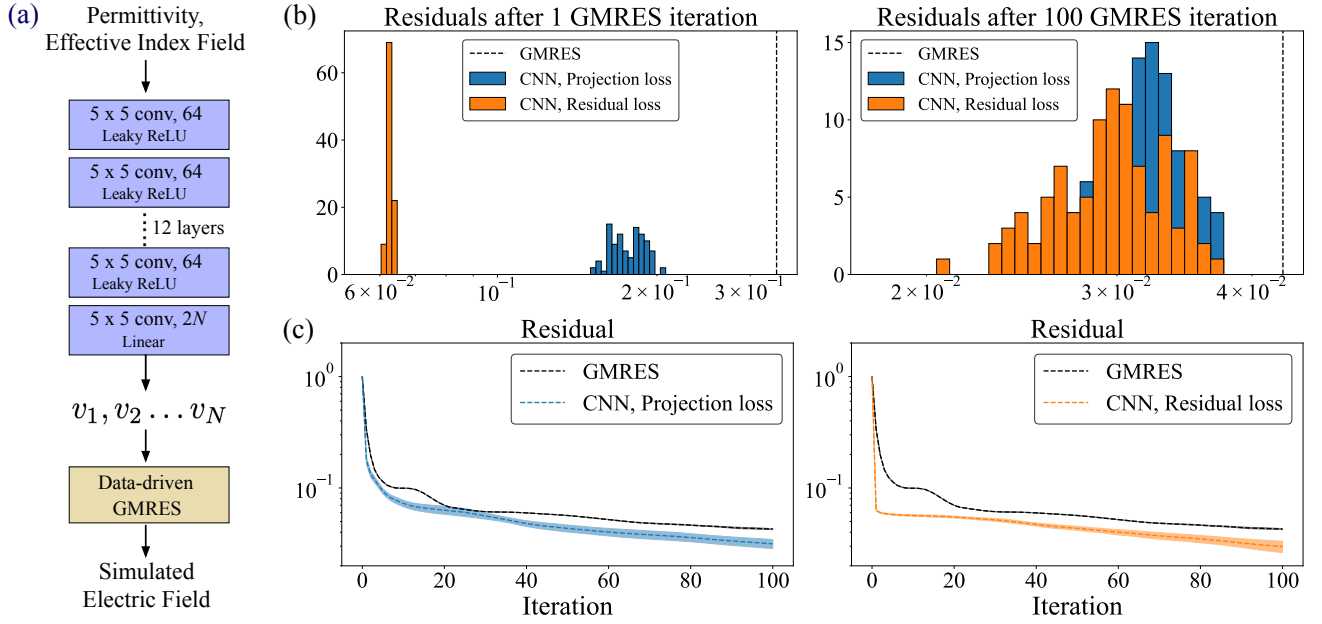 (a)
Permittivity,
Effective Index Field
5 x 5 conv, 64
Leaky ReLU
5 x 5 conv, 64
Leaky ReLU
12 layers
5 x 5 conv, 64
Leaky ReLU
5 x 5 conv, 2N
Linear
v₁, v₂ … v_N
Data-driven
GMRES
Simulated
Electric Field
(b)
Residuals after 1 GMRES iteration
GMRES
CNN, Projection loss
CNN, Residual loss
60
40
20
0
6 × 10⁻²
10⁻¹
2 × 10⁻¹
3 × 10⁻¹
Residual
Residuals after 100 GMRES iteration
GMRES
CNN, Projection loss
CNN, Residual loss
15
10
5
0
2 × 10⁻²
3 × 10⁻²
4 × 10⁻²
Residual
(c)
GMRES
CNN, Projection loss
10⁰
10⁻¹
0 20 40 60 80 100
Iteration
GMRES
CNN, Residual loss
10⁰
10⁻¹
0 20 40 60 80 100
Iteration